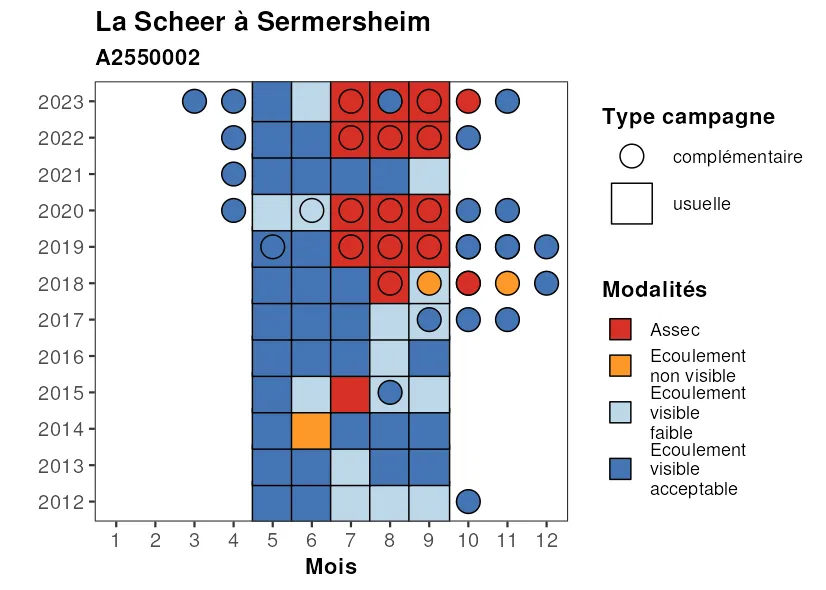 La Scheer à Sermersheim
A2550002
2023
2022
2021
2020
2019
2018
2017
2016
2015
2014
2013
2012
1 2 3 4 5 6 7 8 9 10 11 12
Mois
Type campagne
complémentaire
usuelle
Modalités
Assec
Ecoulement
non visible
Ecoulement
visible
faible
Ecoulement
visible
acceptable